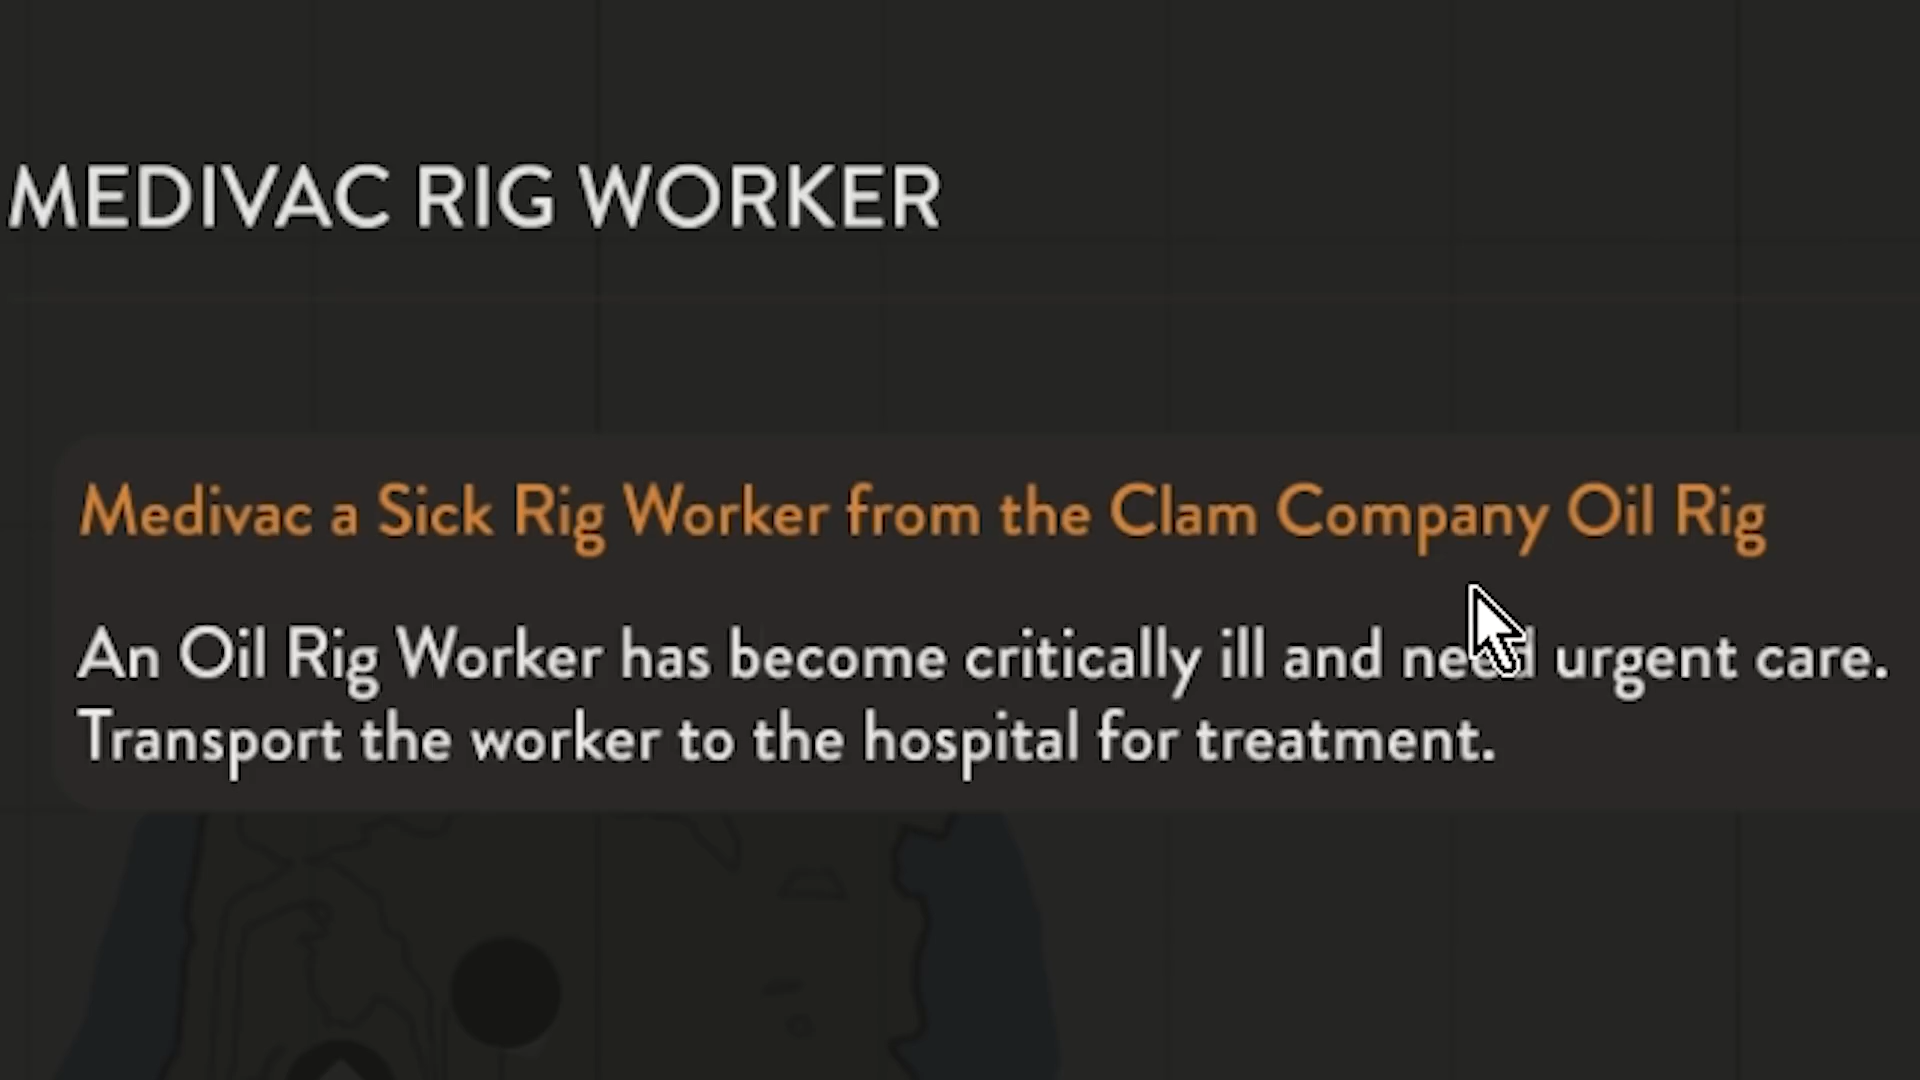 MEDIVAC RIG WORKER
Medivac a Sick Rig Worker from the Clam Company Oil Rig
An Oil Rig Worker has become critically ill and need urgent care.
Transport the worker to the hospital for treatment.